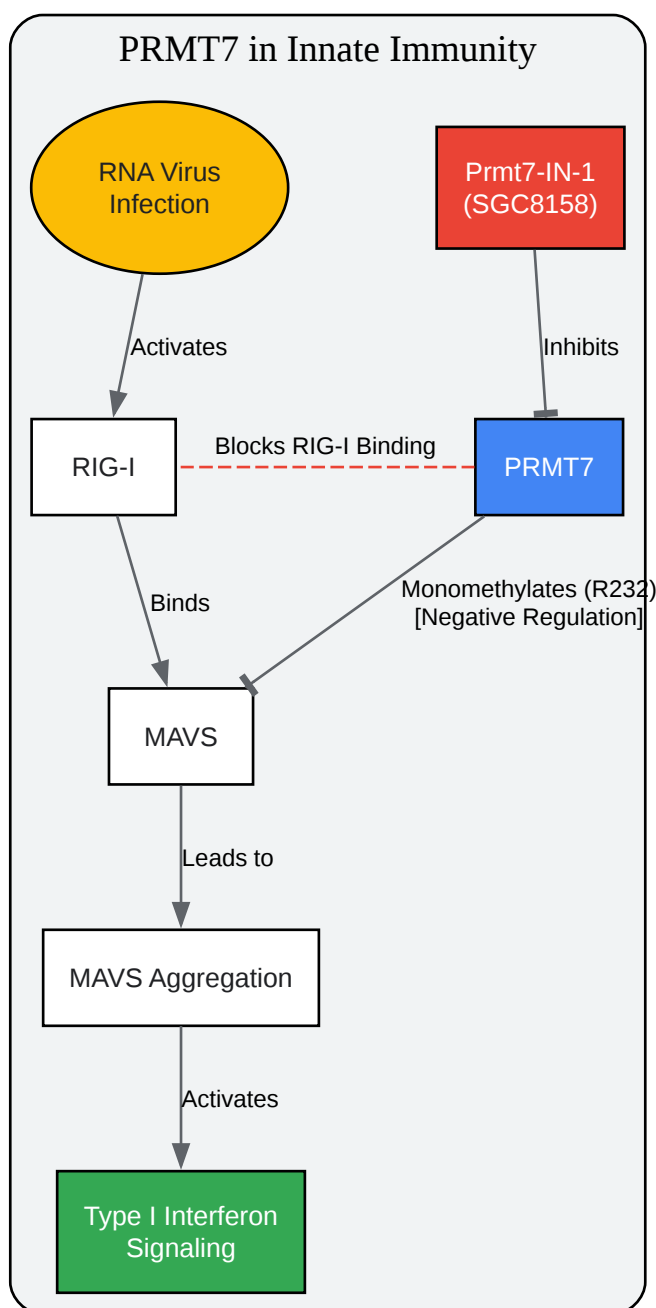 PRMT7 in Innate Immunity
RNA Virus
Infection
Prmt7-IN-1
(SGC8158)
Activates
Inhibits
RIG-I
Blocks RIG-I Binding
PRMT7
Binds
Monomethylates (R232)
[Negative Regulation]
MAVS
Leads to
MAVS Aggregation
Activates
Type I Interferon
Signaling